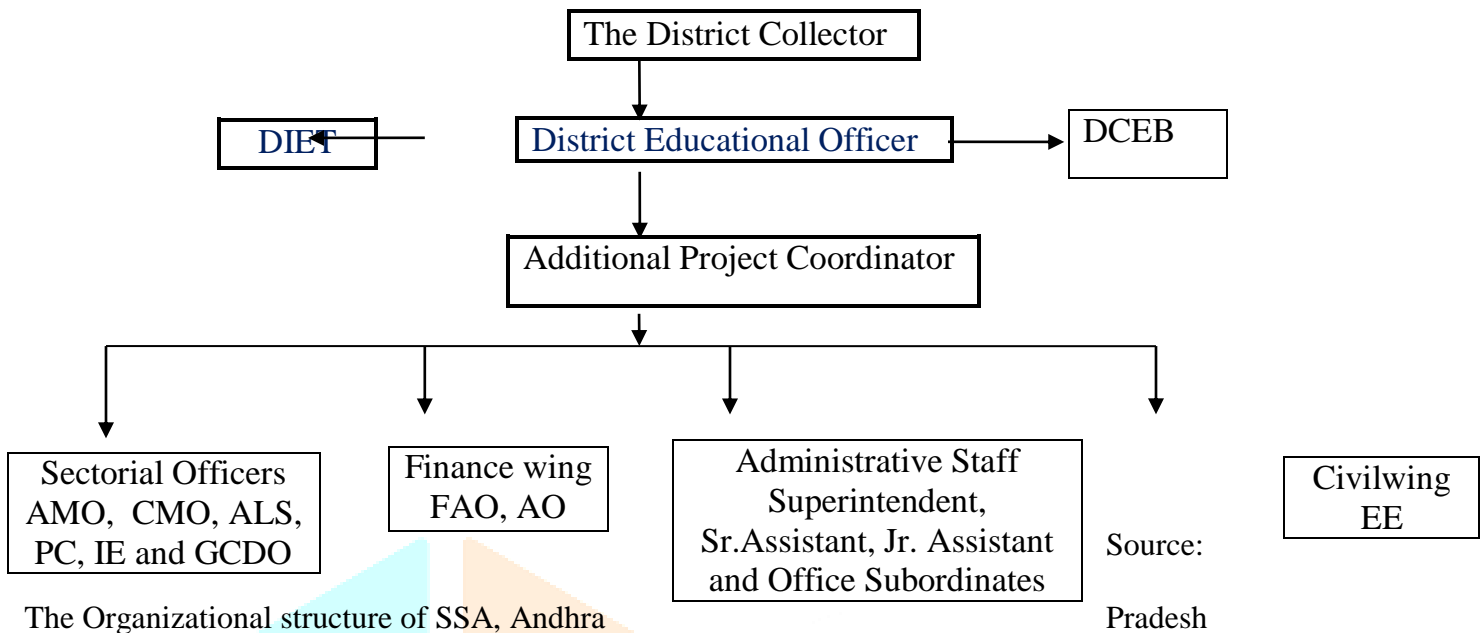 The District Collector
DIET
District Educational Officer
DCEB
Additional Project Coordinator
Sectorial Officers
AMO, CMO, ALS,
PC, IE and GCDO
Finance wing
FAO, AO
Administrative Staff
Superintendent,
Sr.Assistant, Jr. Assistant
and Office Subordinates
Civilwing
EE
Source:
The Organizational structure of SSA, Andhra Pradesh